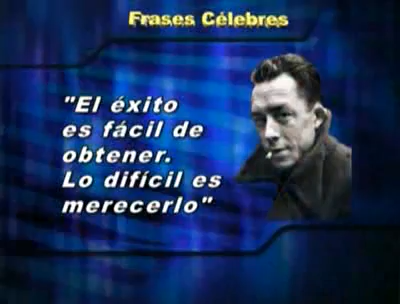 Frases Célebres
"El éxito
es fácil de
obtener.
Lo difícil es
merecerlo"